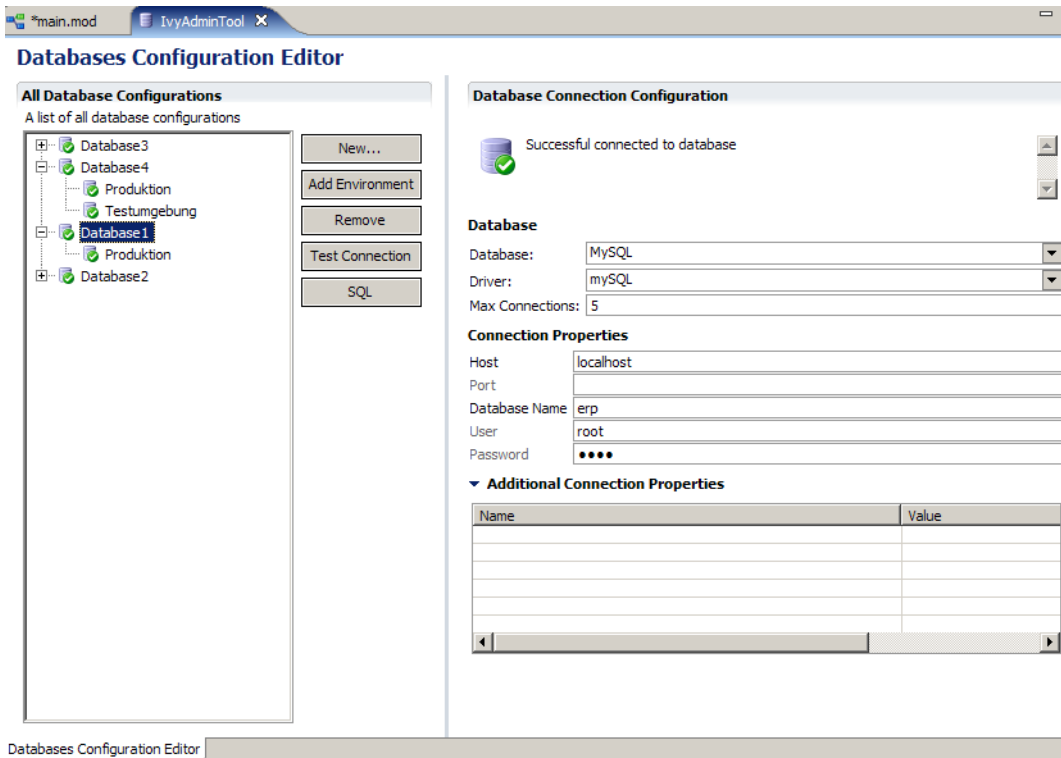 *main.mod
IvyAdminTool
Databases Configuration Editor
All Database Configurations
A list of all database configurations
Database3
Database4
Produktion
Testumgebung
Database1
Produktion
Database2
New...
Add Environment
Remove
Test Connection
SQL
Database Connection Configuration
Successful connected to database
Database
Database: MySQL
Driver: mySQL
Max Connections: 5
Connection Properties
Host localhost
Port
Database Name erp
User root
Password ●●●●
Additional Connection Properties
Name Value
Databases Configuration Editor